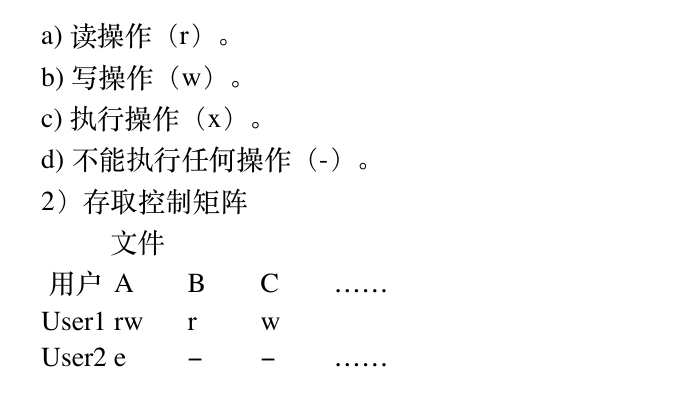 a) 读操作（r）。
b) 写操作（w）。
c) 执行操作（x）。
d) 不能执行任何操作（-）。
2）存取控制矩阵
文件
用户 A B C ……
User1 rw r w
User2 e － － ……